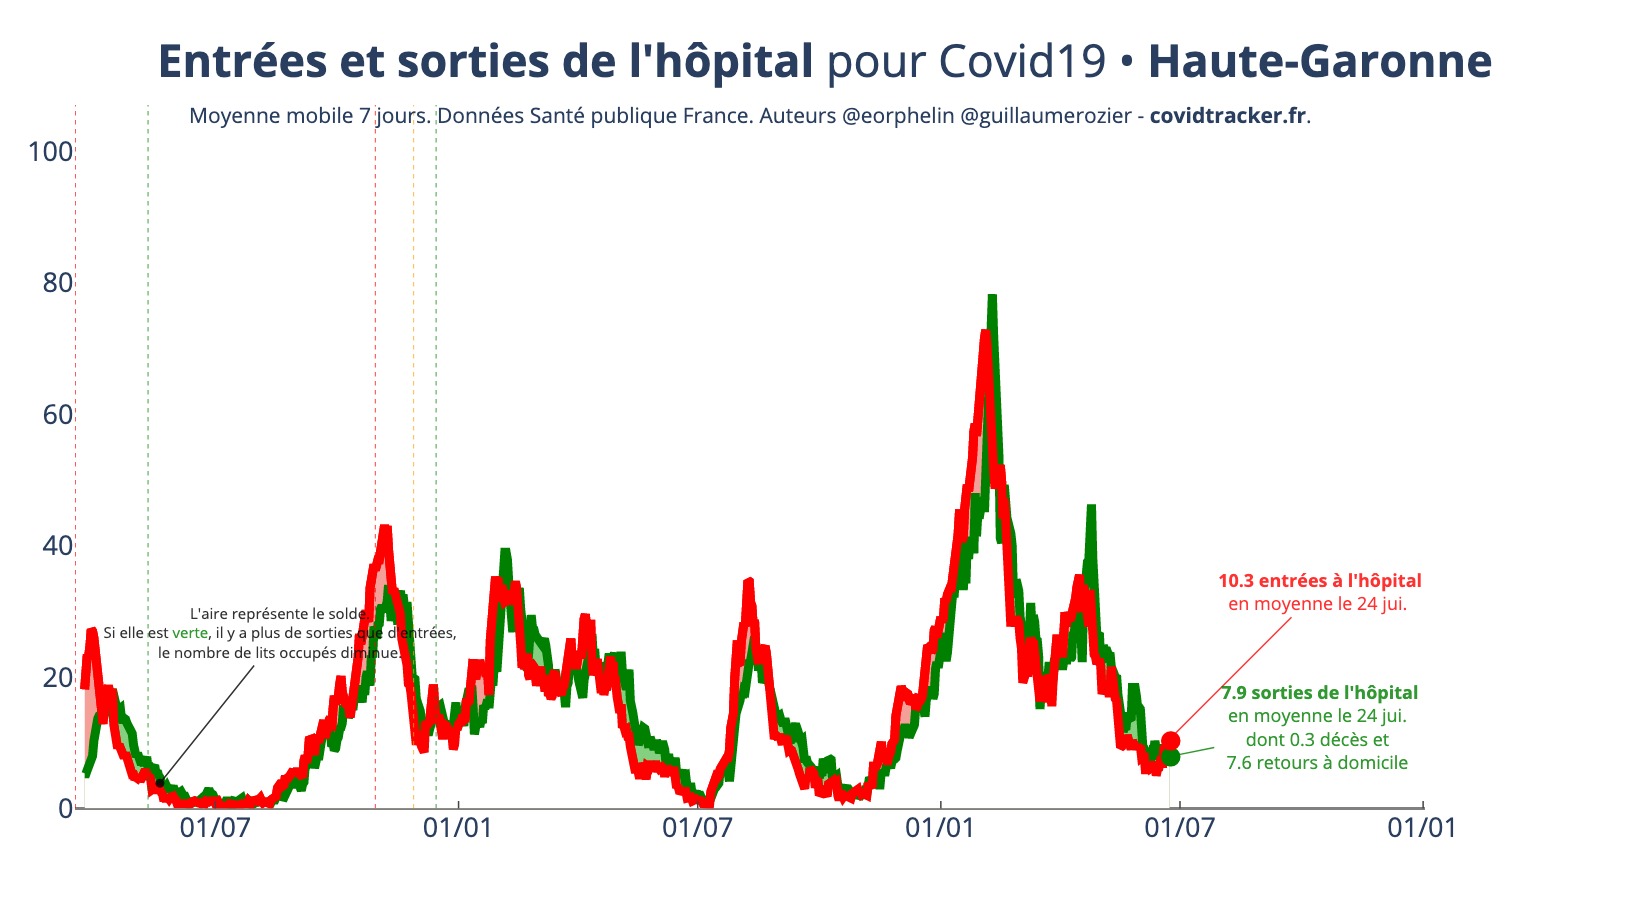 Entrées et sorties de l'hôpital pour Covid19 • Haute-Garonne
Moyenne mobile 7 jours. Données Santé publique France. Auteurs @eorphelin @guillaumerozier - covidtracker.fr.
100
80
60
40
20
0
L'aire représente le solde.
Si elle est verte, il y a plus de sorties que d'entrées,
le nombre de lits occupés diminue.
10.3 entrées à l'hôpital
en moyenne le 24 jui.
7.9 sorties de l'hôpital
en moyenne le 24 jui.
dont 0.3 décès et
7.6 retours à domicile
01/07
01/01
01/07
01/01
01/07
01/01